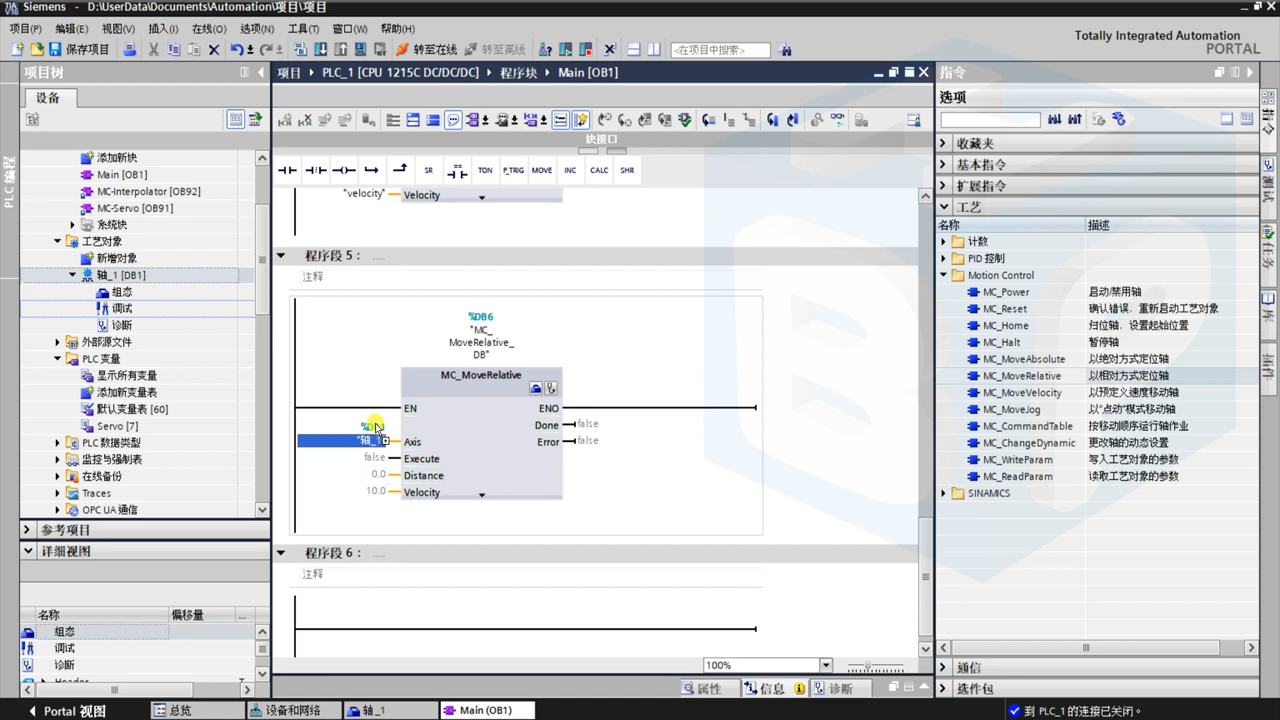 Siemens - D:\UserData\Documents\Automation\项目\项目
项目(P) 编辑(E) 视图(V) 插入(I) 在线(O) 选项(N) 工具(T) 窗口(W) 帮助(H)
Totally Integrated Automation
PORTAL
保存项目 转至在线 转至离线 <在项目中搜索>
项目树
项目 PLC_1 [CPU 1215C DC/DC/DC] 程序块 Main [OB1]
指令
设备
选项
PLC 编程
块接口
收藏夹
基本指令
扩展指令
工艺
名称 描述
计数
PID 控制
Motion Control
MC_Power 启动/禁用轴
MC_Reset 确认错误，重新启动工艺对象
MC_Home 归位轴，设置起始位置
MC_Halt 暂停轴
MC_MoveAbsolute 以绝对方式定位轴
MC_MoveRelative 以相对方式定位轴
MC_MoveVelocity 以预定义速度移动轴
MC_MoveJog 以“点动”模式移动轴
MC_CommandTable 按移动顺序运行轴作业
MC_ChangeDynamic 更改轴的动态设置
MC_WriteParam 写入工艺对象的参数
MC_ReadParam 读取工艺对象的参数
SINAMICS
通信
选件包
指令
测试
任务
库
插件
添加新块
Main [OB1]
MC-Interpolator [OB92]
MC-Servo [OB91]
系统块
工艺对象
新增对象
轴_1 [DB1]
组态
调试
诊断
外部源文件
PLC 变量
显示所有变量
添加新变量表
默认变量表 [60]
Servo [7]
PLC 数据类型
监控与强制表
在线备份
Traces
OPC UA 通信
参考项目
详细视图
名称 偏移量 ...
组态
调试
诊断
SR TON P_TRIG MOVE INC CALC SHR
"velocity" Velocity
程序段 5： .....
注释
%DB6
"MC_
MoveRelative_
DB"
MC_MoveRelative
EN ENO
Done false
Axis Error false
false Execute
0.0 Distance
10.0 Velocity
程序段 6： .....
注释
100%
属性 信息 诊断
Portal 视图 总览 设备和网络 轴_1 Main (OB1) 到 PLC_1 的连接已关闭。